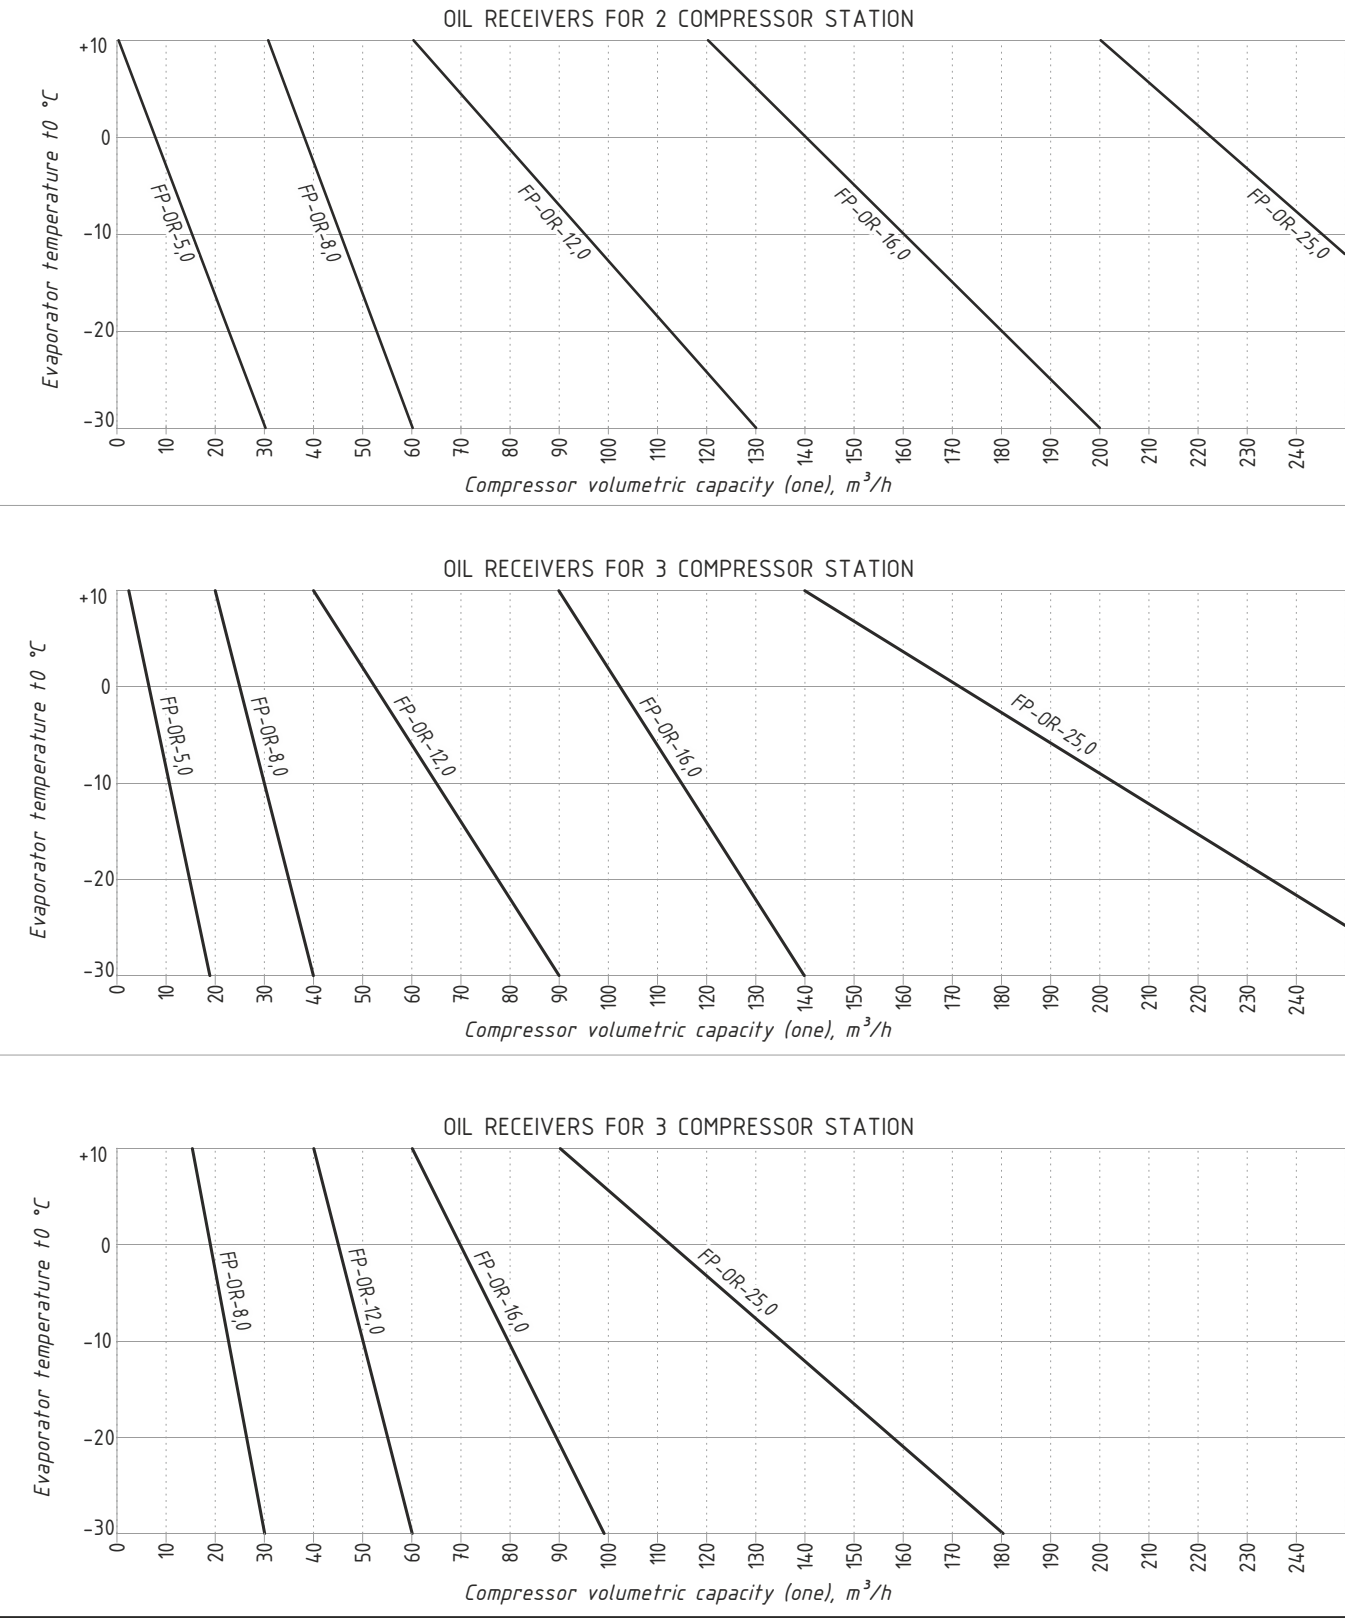 OIL RECEIVERS FOR 2 COMPRESSOR STATION
+10
0
-10
-20
-30
Evaporator temperature t0 °C
FP-OR-5,0
FP-OR-8,0
FP-OR-12,0
FP-OR-16,0
FP-OR-25,0
0 10 20 30 40 50 60 70 80 90 100 110 120 130 140 150 160 170 180 190 200 210 220 230 240
Compressor volumetric capacity (one), m³/h
OIL RECEIVERS FOR 3 COMPRESSOR STATION
+10
0
-10
-20
-30
Evaporator temperature t0 °C
FP-OR-5,0
FP-OR-8,0
FP-OR-12,0
FP-OR-16,0
FP-OR-25,0
0 10 20 30 40 50 60 70 80 90 100 110 120 130 140 150 160 170 180 190 200 210 220 230 240
Compressor volumetric capacity (one), m³/h
OIL RECEIVERS FOR 3 COMPRESSOR STATION
+10
0
-10
-20
-30
Evaporator temperature t0 °C
FP-OR-8,0
FP-OR-12,0
FP-OR-16,0
FP-OR-25,0
0 10 20 30 40 50 60 70 80 90 100 110 120 130 140 150 160 170 180 190 200 210 220 230 240
Compressor volumetric capacity (one), m³/h